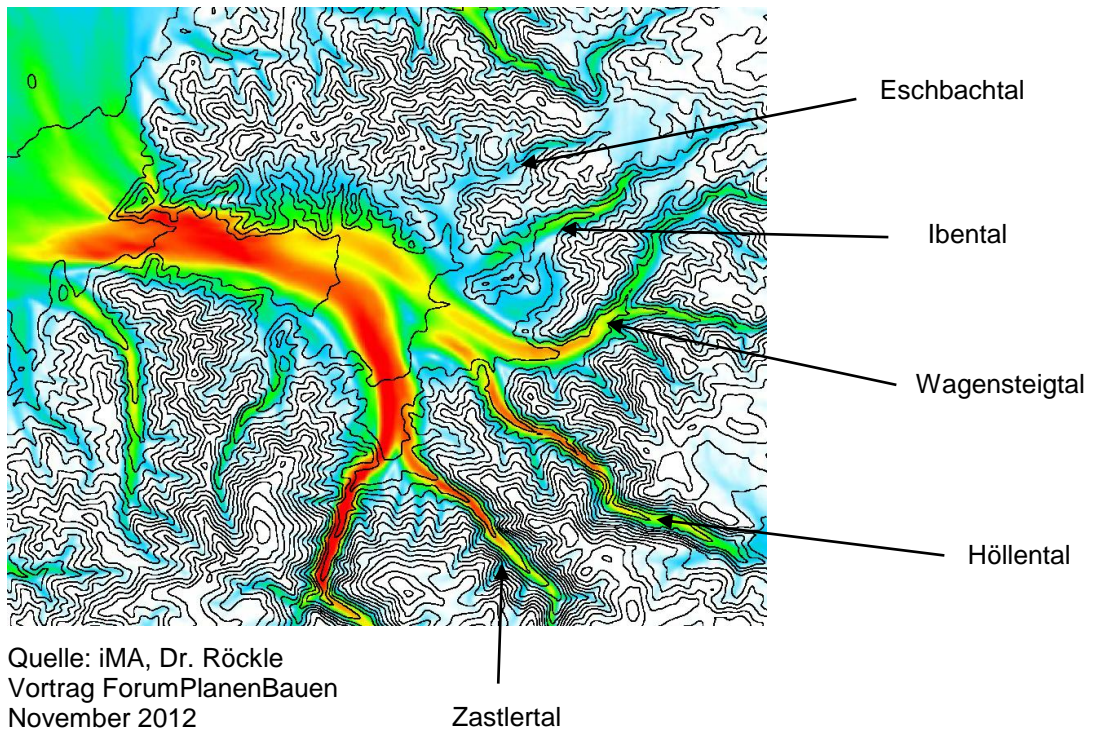 Eschbachtal
Ibental
Wagensteigtal
Höllental
Quelle: iMA, Dr. Röckle
Vortrag ForumPlanenBauen
November 2012
Zastlertal